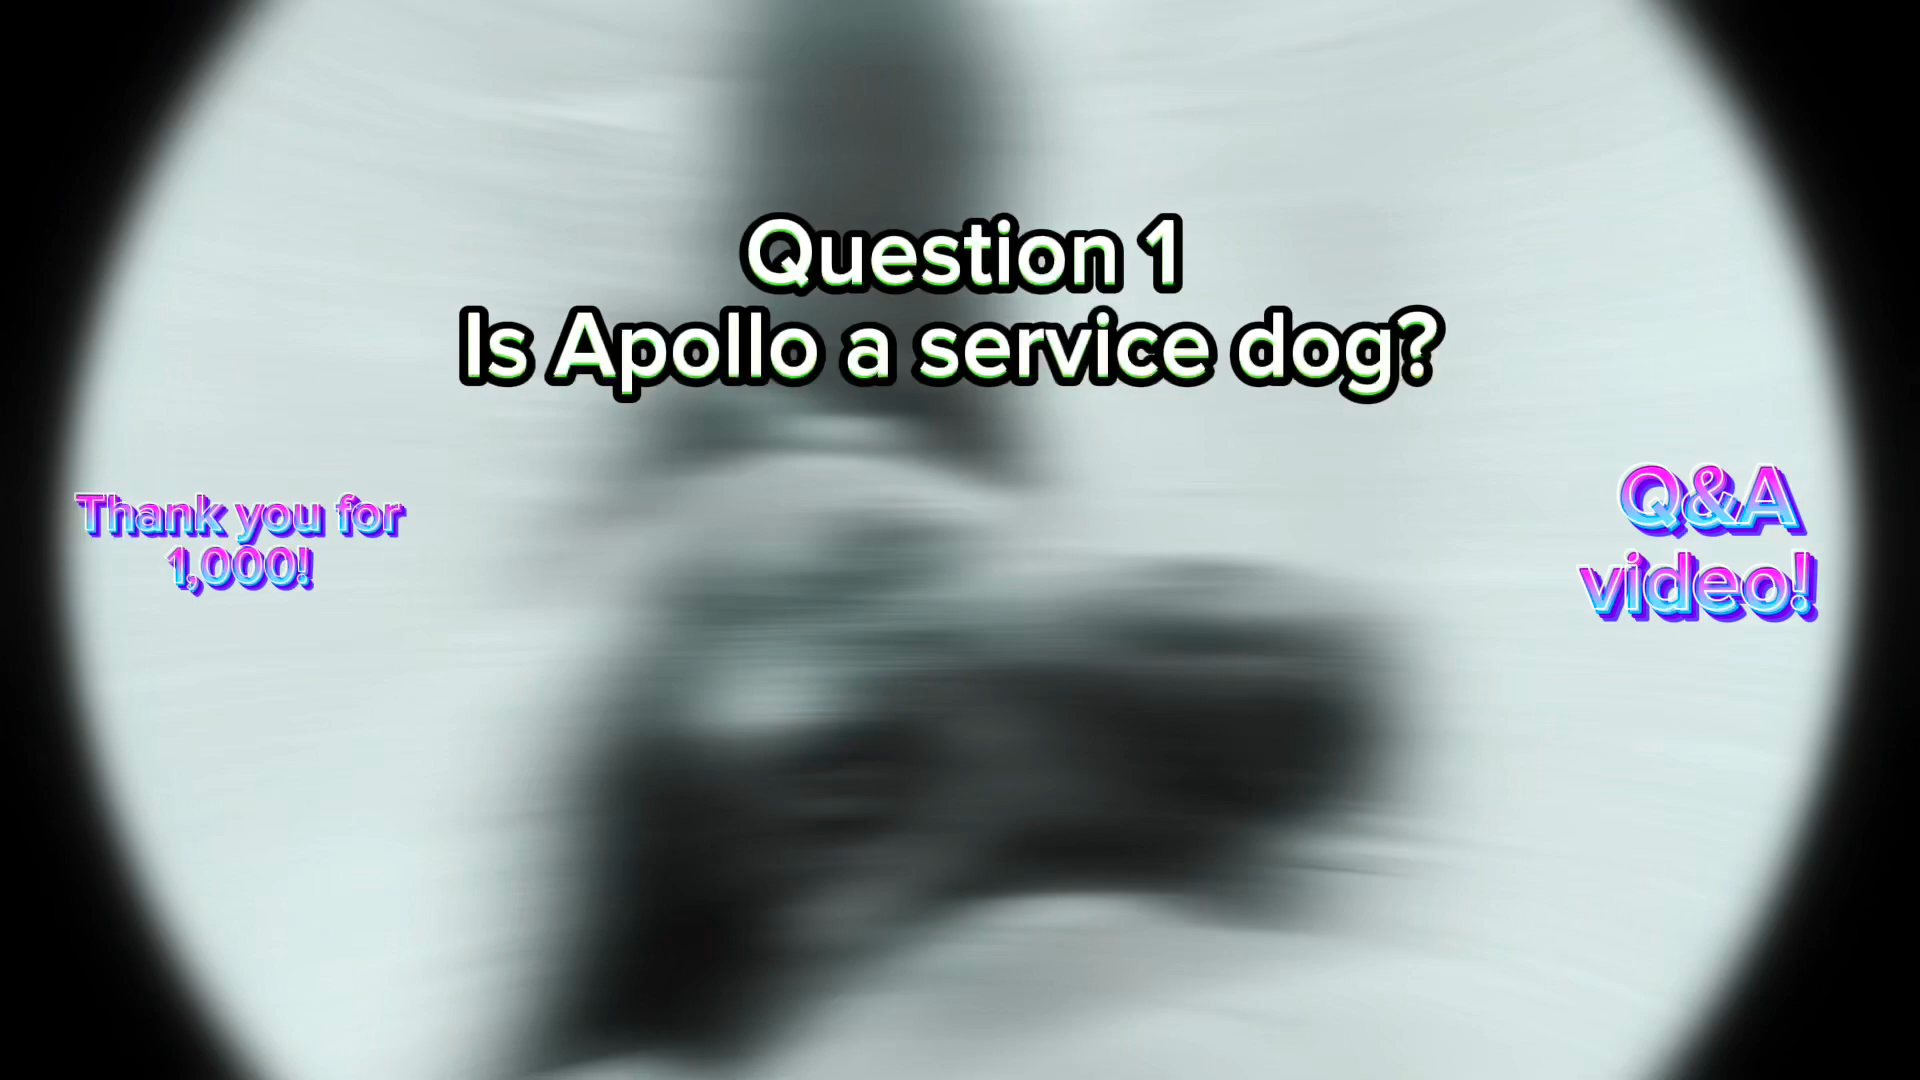 Question 1
Is Apollo a service dog?
Thank you for
1,000!
Q&A
video!